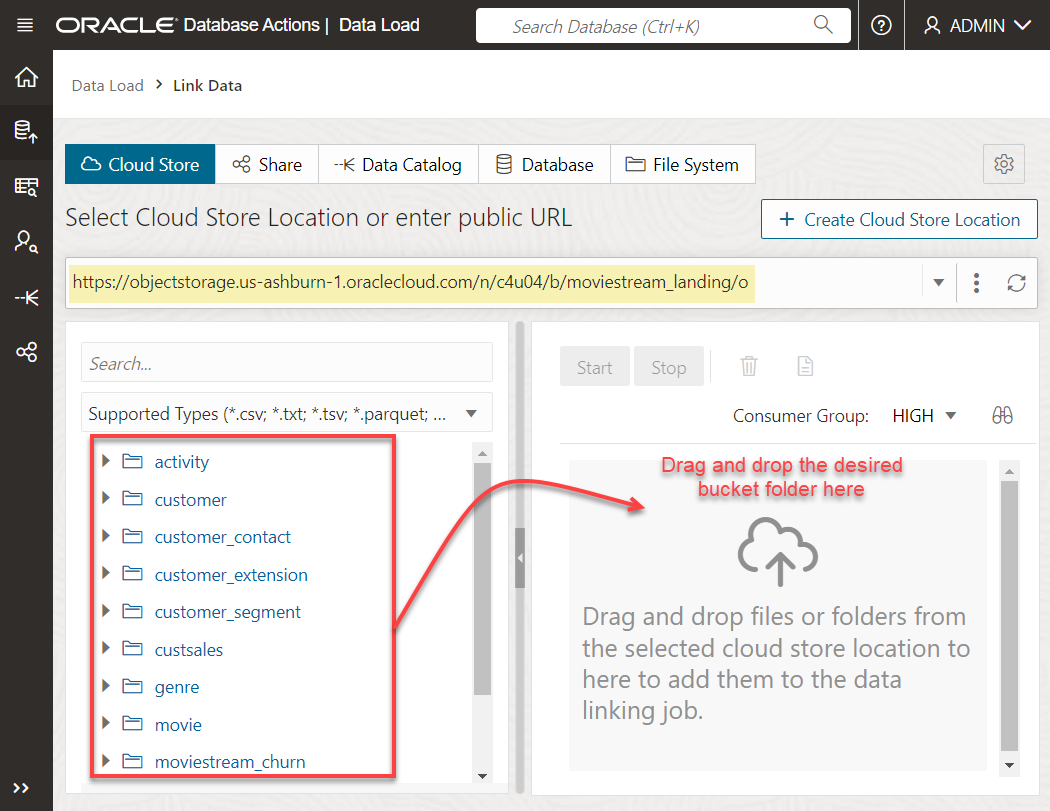 ORACLE Database Actions | Data Load
Search Database (Ctrl+K)
ADMIN
Data Load > Link Data
Cloud Store
Share
Data Catalog
Database
File System
Select Cloud Store Location or enter public URL
+ Create Cloud Store Location
https://objectstorage.us-ashburn-1.oraclecloud.com/n/c4u04/b/moviestream_landing/o
Search...
Supported Types (*.csv; *.txt; *.tsv; *.parquet; ...
activity
customer
customer_contact
customer_extension
customer_segment
custsales
genre
movie
moviestream_churn
Start
Stop
Consumer Group: HIGH
Drag and drop the desired
bucket folder here
Drag and drop files or folders from
the selected cloud store location to
here to add them to the data
linking job.